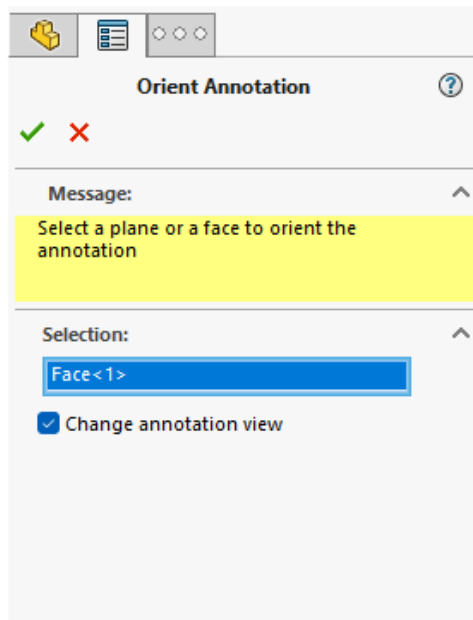 Orient Annotation
Message:
Select a plane or a face to orient the
annotation
Selection:
Face<1>
Change annotation view